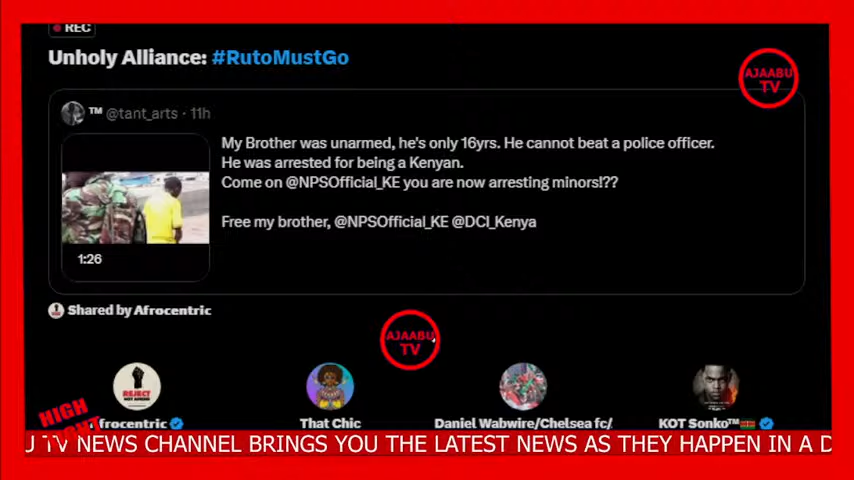 REC
Unholy Alliance: #RutoMustGo
AJAABU
TV
™ @tant_arts · 11h
My Brother was unarmed, he's only 16yrs. He cannot beat a police officer.
He was arrested for being a Kenyan.
Come on @NPSOfficial_KE you are now arresting minors!??
Free my brother, @NPSOfficial_KE @DCI_Kenya
1:26
Shared by Afrocentric
AJAABU
TV
REJECT
HIGH
frocentric
That Chic
Daniel Wabwire/Chelsea fc/
KOT Sonko™
U TV NEWS CHANNEL BRINGS YOU THE LATEST NEWS AS THEY HAPPEN IN A D